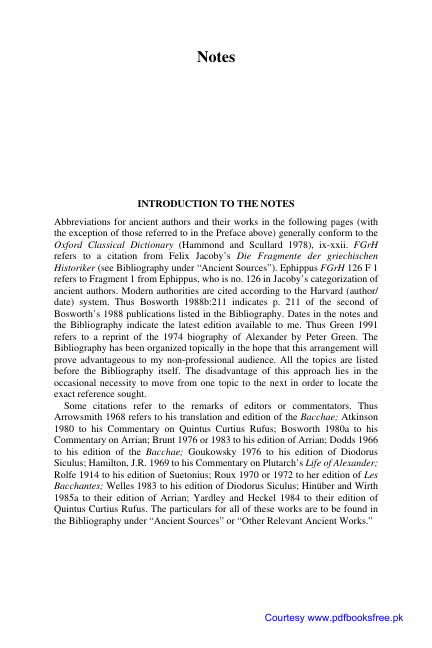 Notes
INTRODUCTION TO THE NOTES
Abbreviations for ancient authors and their works in the following pages (with
the exception of those referred to in the Preface above) generally conform to the
Oxford Classical Dictionary (Hammond and Scullard 1978), ix-xxii. FGrH
refers to a citation from Felix Jacoby’s Die Fragmente der griechischen
Historiker (see Bibliography under “Ancient Sources”). Ephippus FGrH 126 F 1
refers to Fragment 1 from Ephippus, who is no. 126 in Jacoby’s categorization of
ancient authors. Modern authorities are cited according to the Harvard (author/
date) system. Thus Bosworth 1988b:211 indicates p. 211 of the second of
Bosworth’s 1988 publications listed in the Bibliography. Dates in the notes and
the Bibliography indicate the latest edition available to me. Thus Green 1991
refers to a reprint of the 1974 biography of Alexander by Peter Green. The
Bibliography has been organized topically in the hope that this arrangement will
prove advantageous to my non-professional audience. All the topics are listed
before the Bibliography itself. The disadvantage of this approach lies in the
occasional necessity to move from one topic to the next in order to locate the
exact reference sought.
Some citations refer to the remarks of editors or commentators. Thus
Arrowsmith 1968 refers to his translation and edition of the Bacchae; Atkinson
1980 to his Commentary on Quintus Curtius Rufus; Bosworth 1980a to his
Commentary on Arrian; Brunt 1976 or 1983 to his edition of Arrian; Dodds 1966
to his edition of the Bacchae; Goukowsky 1976 to his edition of Diodorus
Siculus; Hamilton, J.R. 1969 to his Commentary on Plutarch’s Life of Alexander;
Rolfe 1914 to his edition of Suetonius; Roux 1970 or 1972 to her edition of Les
Bacchantes; Welles 1983 to his edition of Diodorus Siculus; Hinüber and Wirth
1985a to their edition of Arrian; Yardley and Heckel 1984 to their edition of
Quintus Curtius Rufus. The particulars for all of these works are to be found in
the Bibliography under “Ancient Sources” or “Other Relevant Ancient Works.”
Courtesy www.pdfbooksfree.pk